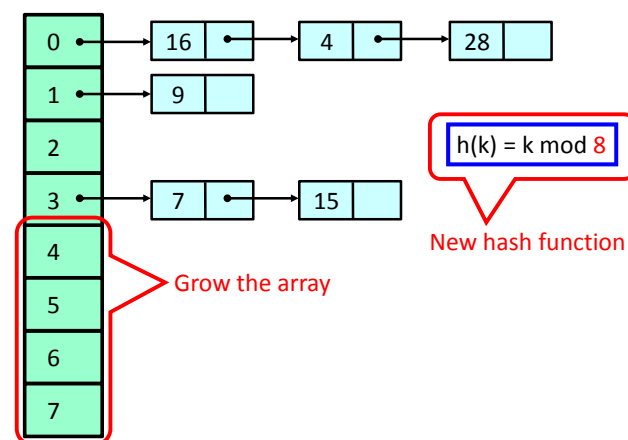 0 16 4 28
1 9
2
h(k) = k mod 8
3 7 15
New hash function
4
Grow the array
5
6
7